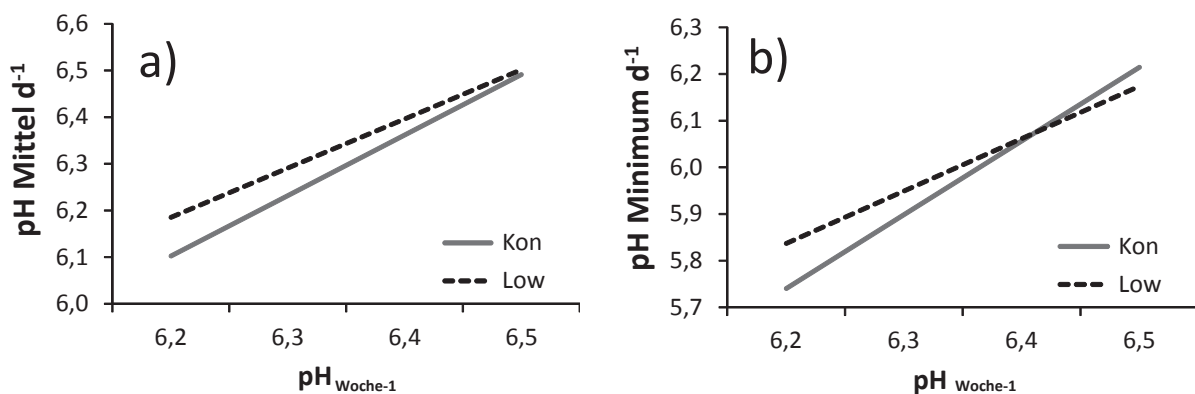 a)
pH Mittel d-1
6,6
6,5
6,4
6,3
6,2
6,1
6,0
Kon
Low
6,2 6,3 6,4 6,5
pH Woche-1
b)
pH Minimum d-1
6,3
6,2
6,1
6,0
5,9
5,8
5,7
Kon
Low
6,2 6,3 6,4 6,5
pH Woche-1